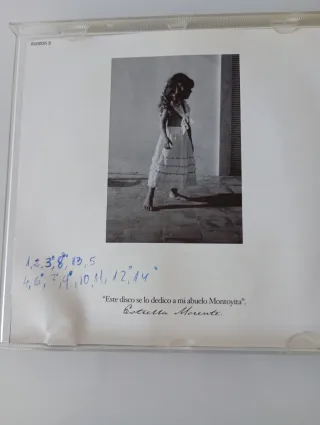 1, 2, 3°, 8°, 13, 5
4, 6°, 7°, 9°, 10, 11, 12°, 14°
"Este disco se lo dedico a mi abuelo Montoyita".
Estrella Morente.